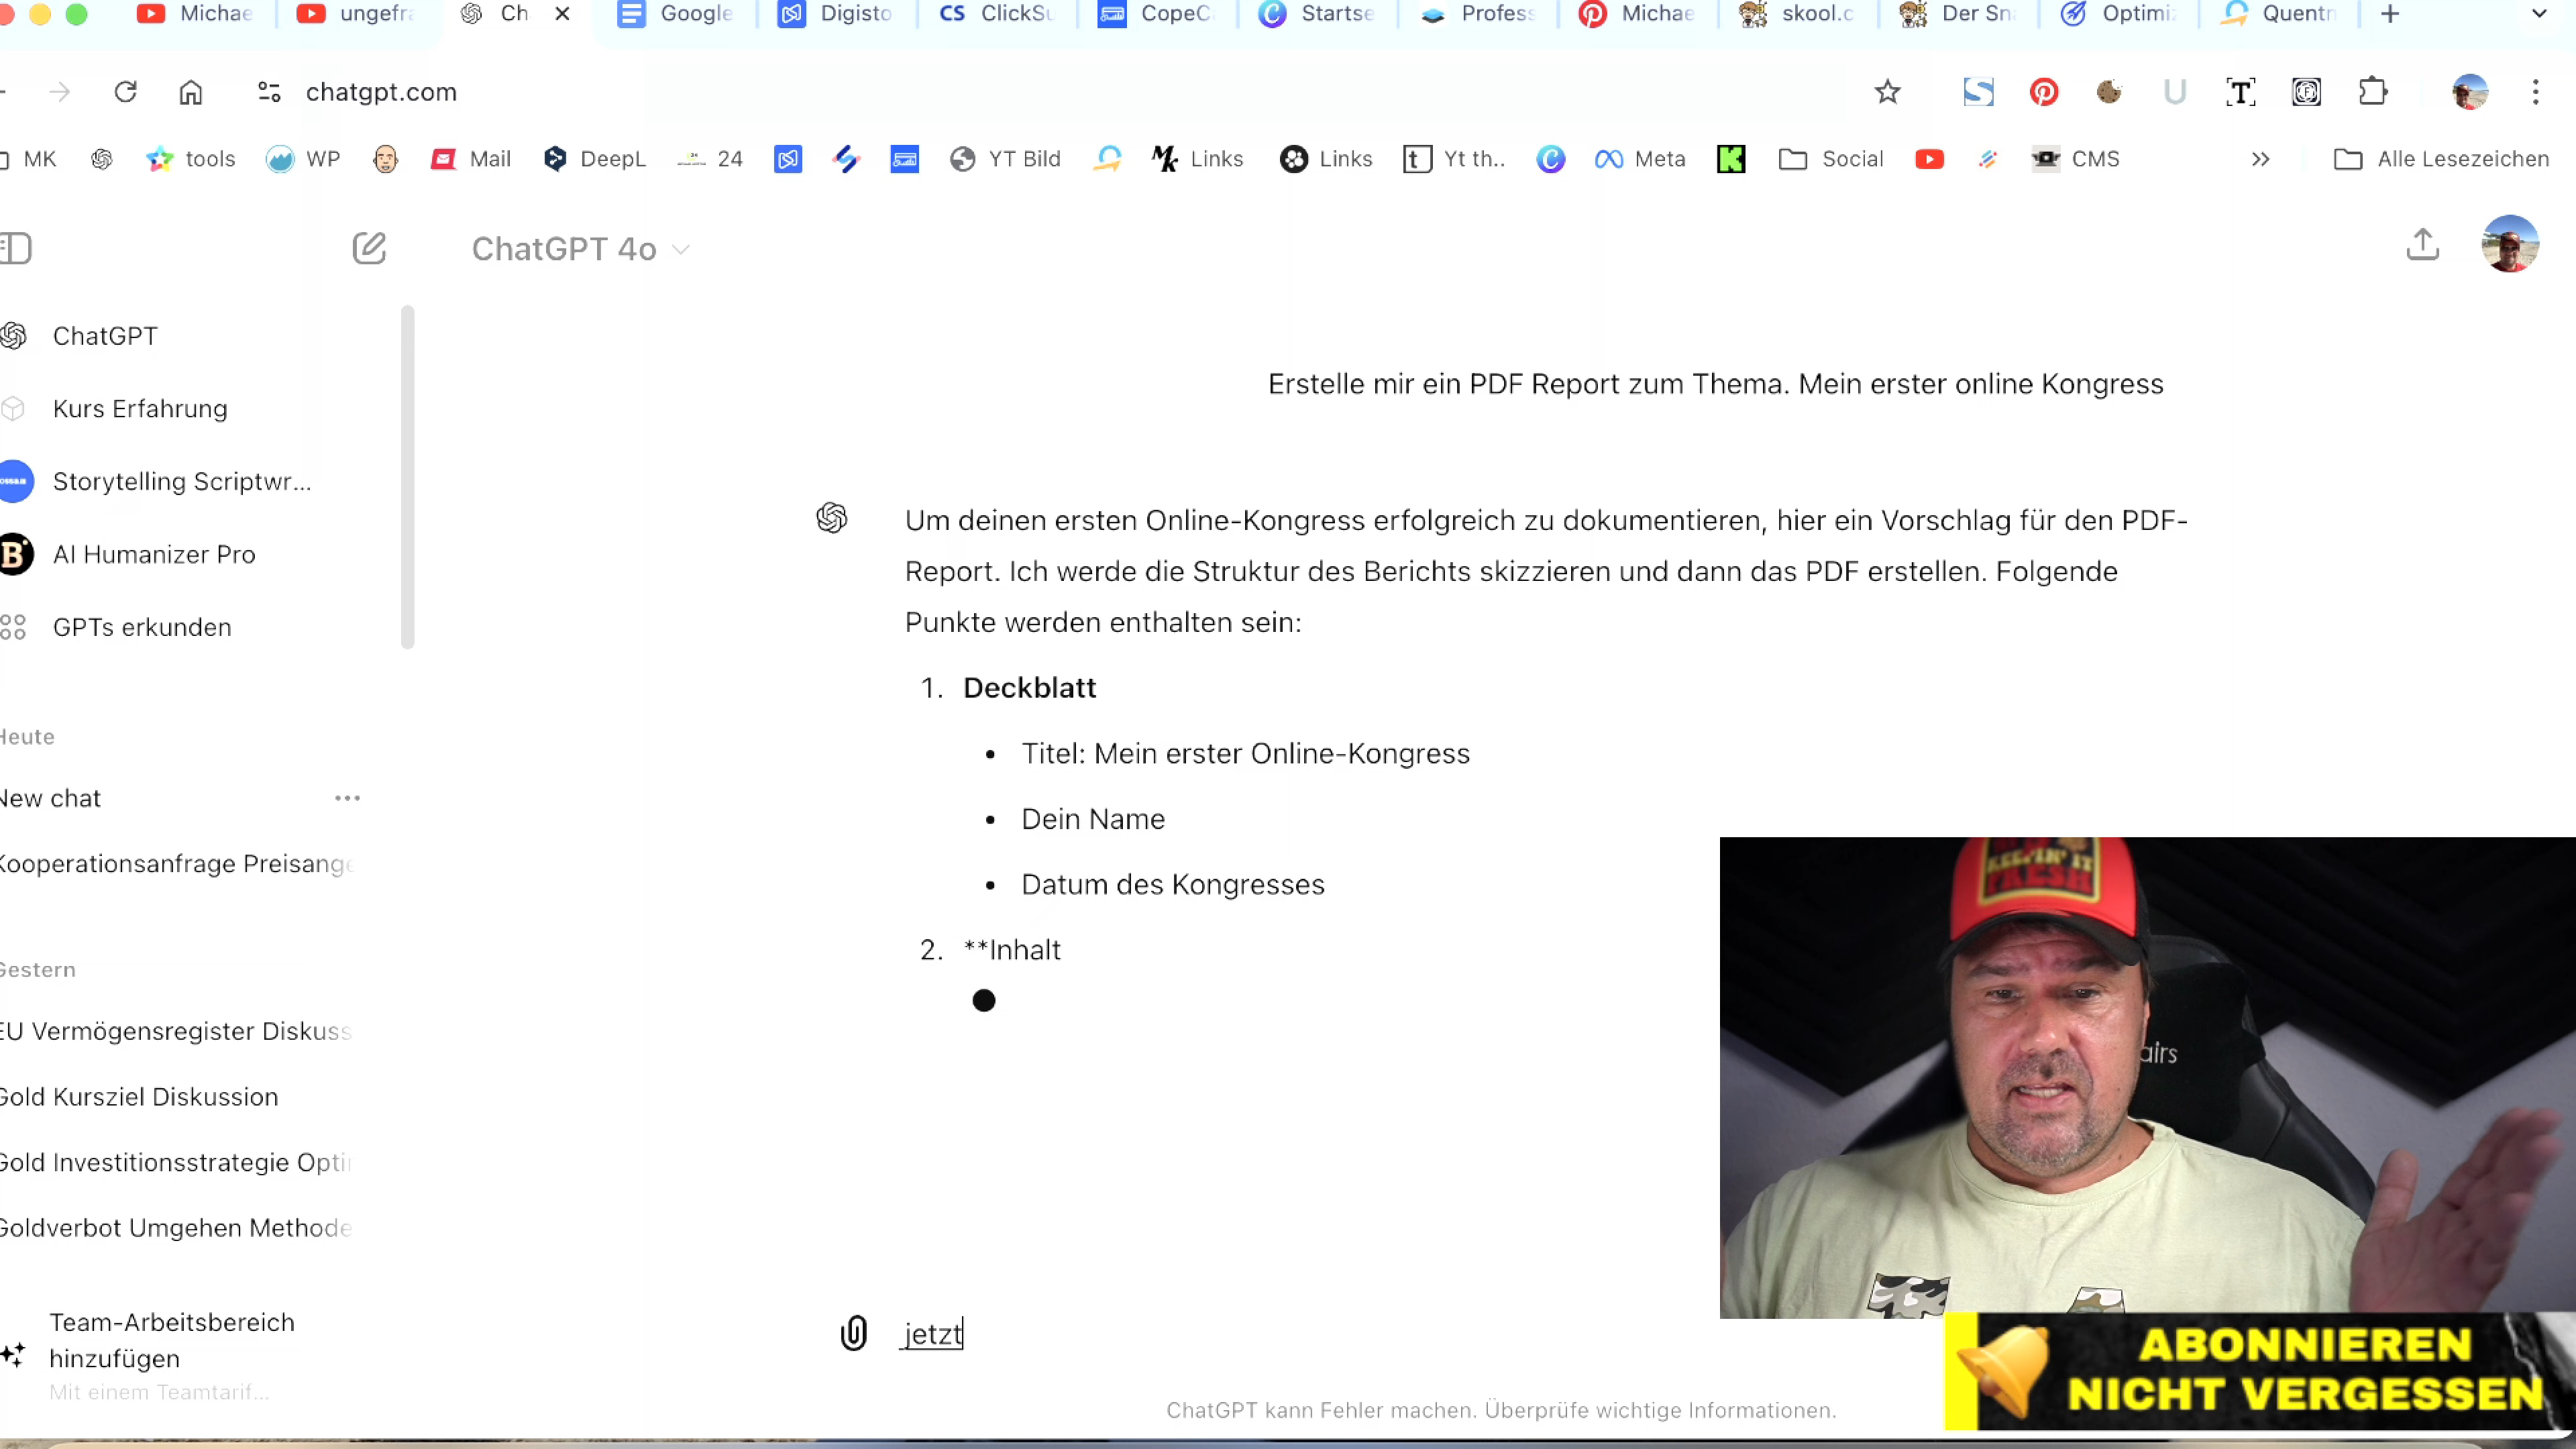 Michae
ungefra
Ch
Google
Digisto
CS ClickSu
CopeC
Startse
Profess
Michae
skool.c
Der Sn
Optimi
Quentn
chatgpt.com
MK
tools
WP
Mail
DeepL
24
YT Bild
Links
Links
Yt th..
Meta
Social
CMS
Alle Lesezeichen
ChatGPT 4o
ChatGPT
Kurs Erfahrung
Storytelling Scriptwr...
AI Humanizer Pro
GPTs erkunden
Heute
New chat
Kooperationsanfrage Preisange
Gestern
EU Vermögensregister Diskuss
Gold Kursziel Diskussion
Gold Investitionsstrategie Opti
Goldverbot Umgehen Methode
Team-Arbeitsbereich
hinzufügen
Mit einem Teamtarif...
Erstelle mir ein PDF Report zum Thema. Mein erster online Kongress
Um deinen ersten Online-Kongress erfolgreich zu dokumentieren, hier ein Vorschlag für den PDF-
Report. Ich werde die Struktur des Berichts skizzieren und dann das PDF erstellen. Folgende
Punkte werden enthalten sein:
1. Deckblatt
• Titel: Mein erster Online-Kongress
• Dein Name
• Datum des Kongresses
2. **Inhalt
jetzt
ChatGPT kann Fehler machen. Überprüfe wichtige Informationen.
KEEPIN' IT
FRESH
airs
ABONNIEREN
NICHT VERGESSEN